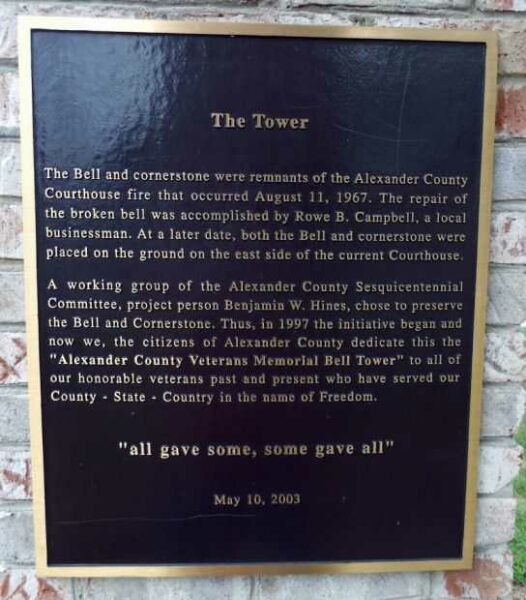 The Tower
The Bell and cornerstone were remnants of the Alexander County
Courthouse fire that occurred August 11, 1967. The repair of
the broken bell was accomplished by Rowe B. Campbell, a local
businessman. At a later date, both the Bell and cornerstone were
placed on the ground on the east side of the current Courthouse.
A working group of the Alexander County Sesquicentennial
Committee, project person Benjamin W. Hines, chose to preserve
the Bell and Cornerstone. Thus, in 1997 the initiative began and
now we, the citizens of Alexander County dedicate this the
"Alexander County Veterans Memorial Bell Tower" to all of
our honorable veterans past and present who have served our
County - State - Country in the name of Freedom.
"all gave some, some gave all"
May 10, 2003